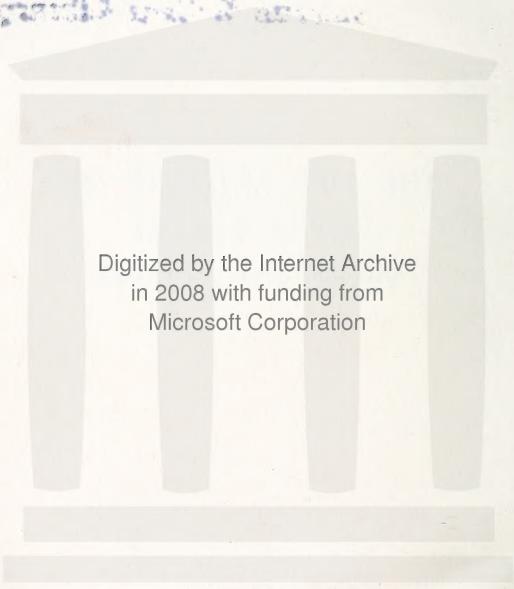 Digitized by the Internet Archive
in 2008 with funding from
Microsoft Corporation